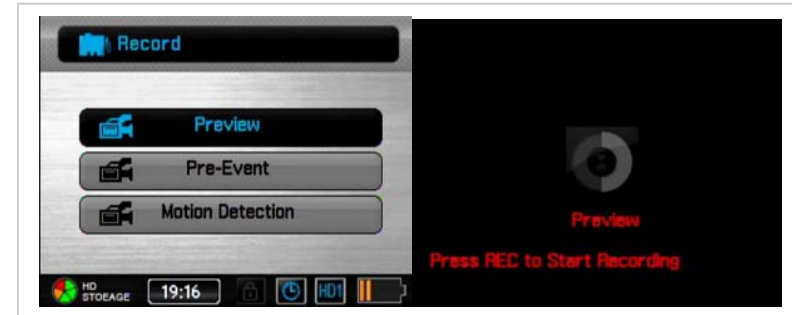 Record
Preview
Pre-Event
Motion Detection
HD
STOEAGE
19:16
HD1
Preview
Press REC to Start Recording